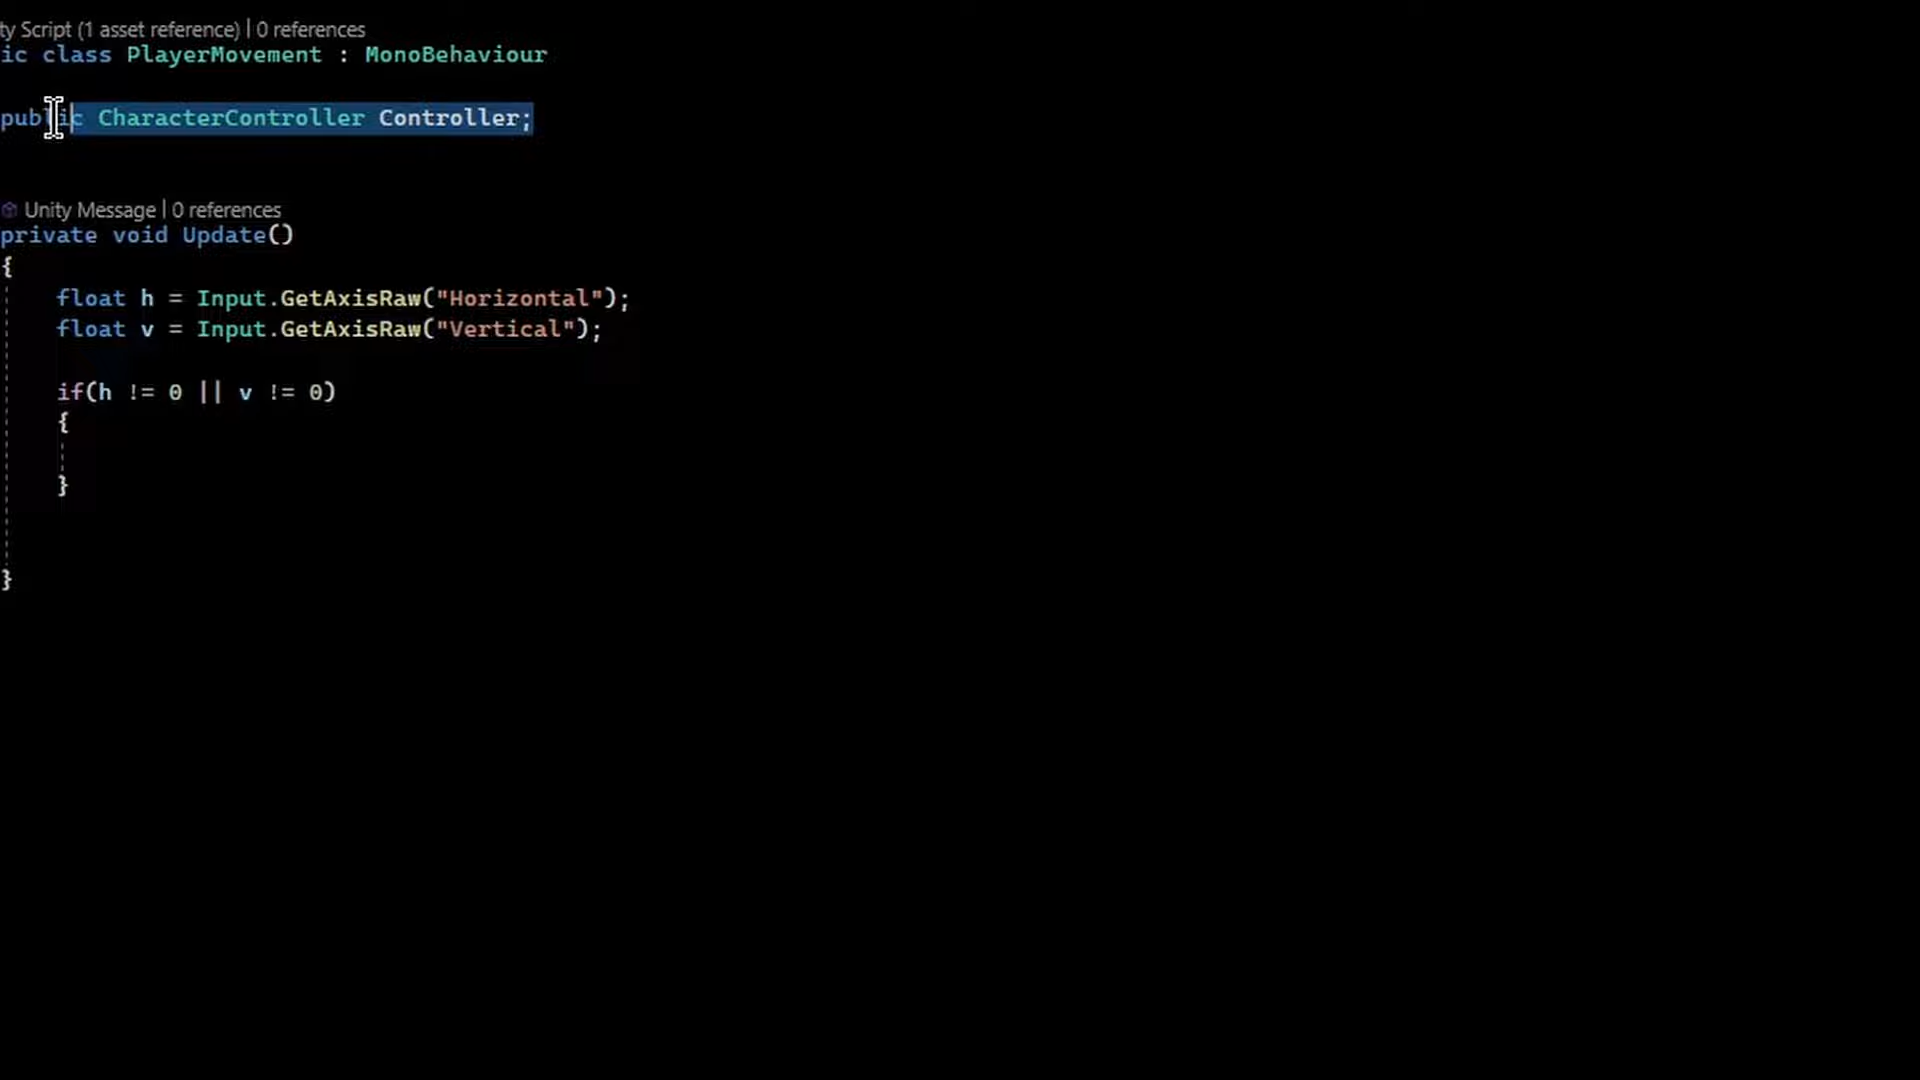 ty Script (1 asset reference) | 0 references
ic class PlayerMovement : MonoBehaviour
public CharacterController Controller;
Unity Message | 0 references
private void Update()
{
float h = Input.GetAxisRaw("Horizontal");
float v = Input.GetAxisRaw("Vertical");
if(h != 0 || v != 0)
{
}
}